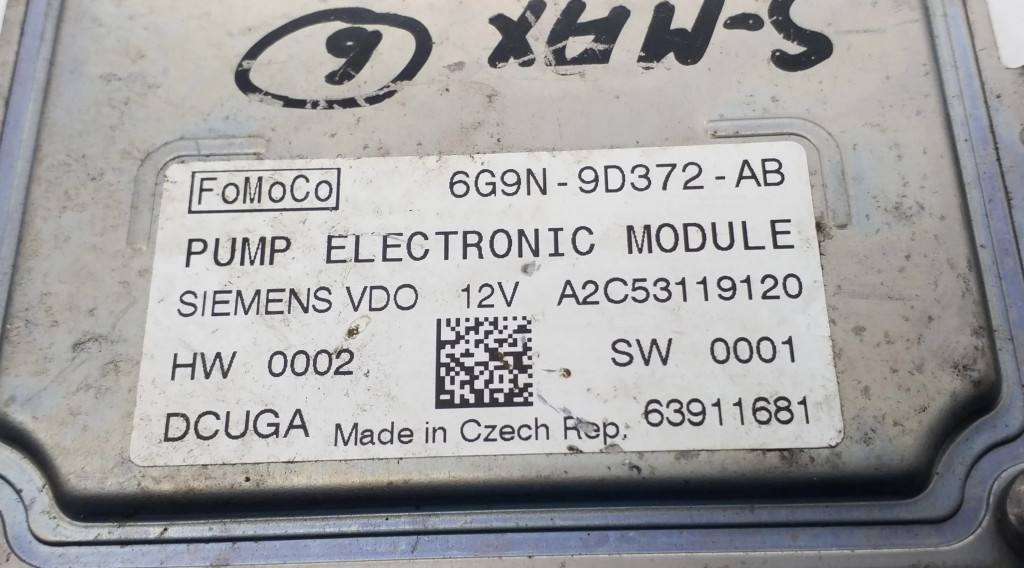 6 S-MAX
FoMoCo 6G9N-9D372-AB
PUMP ELECTRONIC MODULE
SIEMENS VDO 12V A2C53119120
HW 0002 SW 0001
DCUGA Made in Czech Rep. 63911681